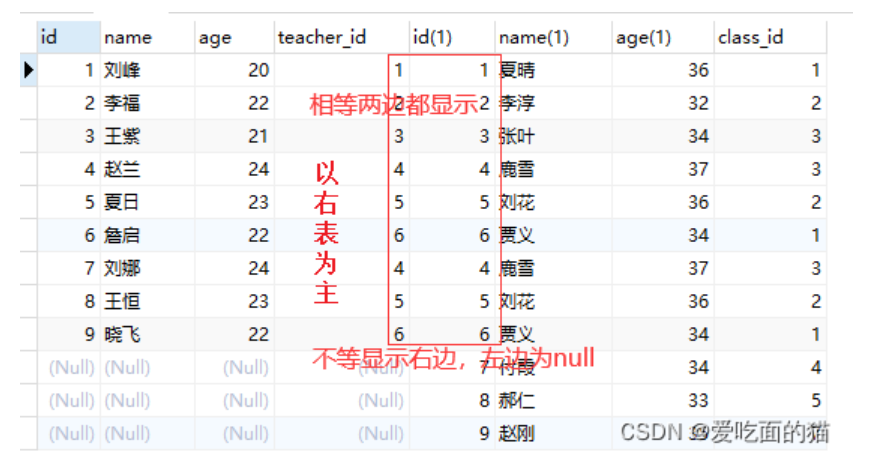 id name age teacher_id id(1) name(1) age(1) class_id
1 刘峰 20 1 1 夏晴 36 1
2 李福 22 2 2 李淳 32 2
相等两边都显示
3 王紫 21 3 3 张叶 34 3
4 赵兰 24 4 4 鹿雪 37 3
5 夏日 23 5 5 刘花 36 2
6 詹启 22 6 6 贾义 34 1
7 刘娜 24 4 4 鹿雪 37 3
8 王恒 23 5 5 刘花 36 2
9 晓飞 22 6 6 贾义 34 1
以右表为主
不等显示右边，左边为null
(Null) (Null) (Null) (Null) 7 付霞 34 4
(Null) (Null) (Null) (Null) 8 郝仁 33 5
(Null) (Null) (Null) (Null) 9 赵刚
CSDN @爱吃面的猫